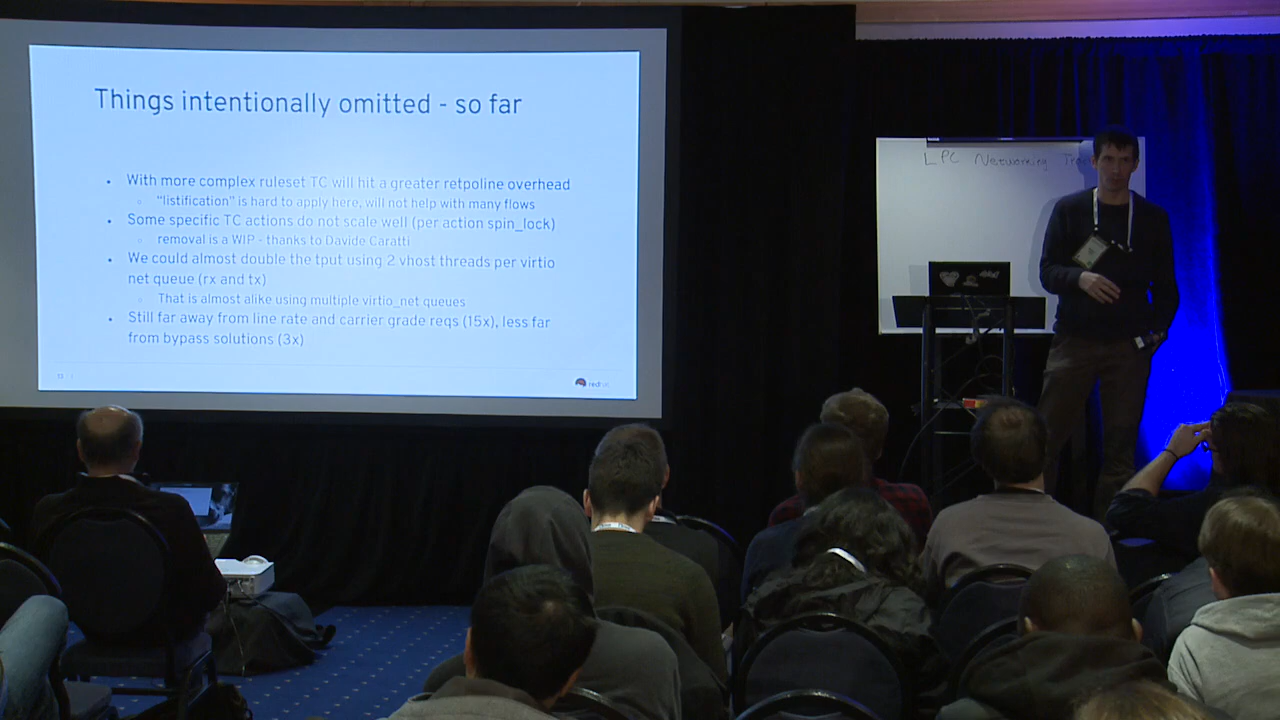 Things intentionally omitted - so far
• With more complex ruleset TC will hit a greater retpoline overhead
◦ "listification" is hard to apply here, will not help with many flows
• Some specific TC actions do not scale well (per action spin_lock)
◦ removal is a WIP - thanks to Davide Caratti
• We could almost double the tput using 2 vhost threads per virtio
net queue (rx and tx)
◦ That is almost alike using multiple virtio_net queues
• Still far away from line rate and carrier grade reqs (15x), less far
from bypass solutions (3x)
redhat
LPC Networking